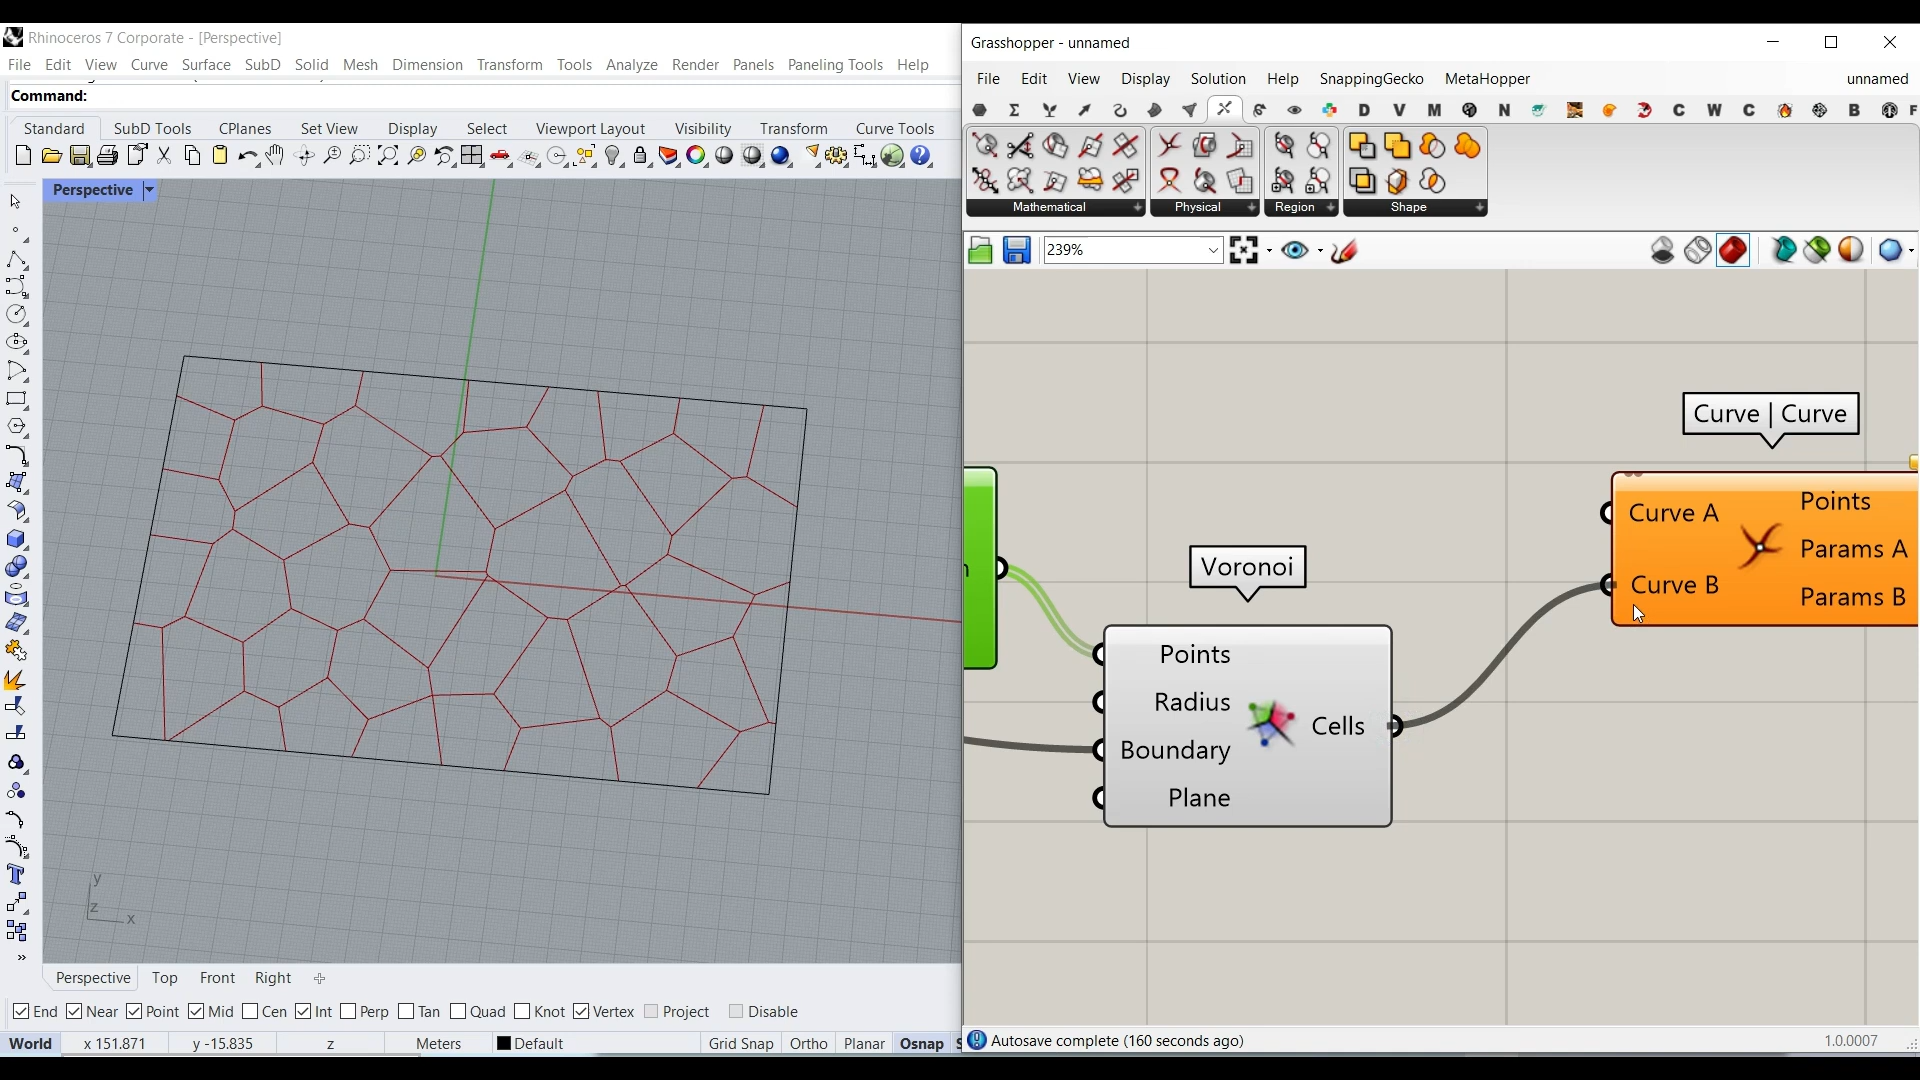 Rhinoceros 7 Corporate - [Perspective]
File Edit View Curve Surface SubD Solid Mesh Dimension Transform Tools Analyze Render Panels Paneling Tools Help
Command:
Standard SubD Tools CPlanes Set View Display Select Viewport Layout Visibility Transform Curve Tools
Perspective
y
z x
Perspective Top Front Right
End Near Point Mid Cen Int Perp Tan Quad Knot Vertex Project Disable
World x 151.871 y -15.835 z Meters Default Grid Snap Ortho Planar Osnap S
Grasshopper - unnamed
File Edit View Display Solution Help SnappingGecko MetaHopper unnamed
D V M N C W C B F
Mathematical Physical Region Shape
239%
Curve | Curve
Curve A
Curve B
Points
Params A
Params B
Voronoi
Points
Radius
Boundary
Plane
Cells
Autosave complete (160 seconds ago) 1.0.0007